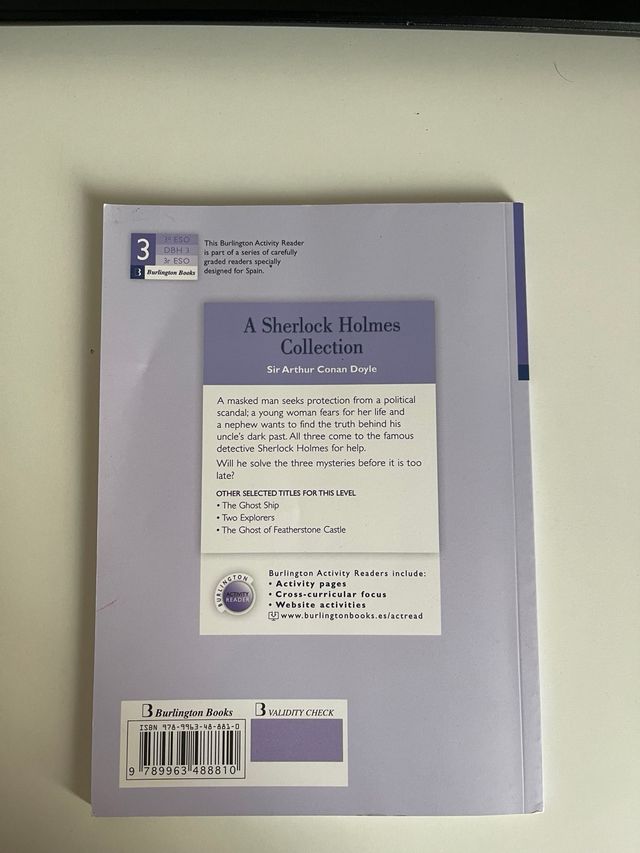 3
3º ESO
DBH 3
3r ESO
B Burlington Books
This Burlington Activity Reader
is part of a series of carefully
graded readers specially
designed for Spain.
A Sherlock Holmes
Collection
Sir Arthur Conan Doyle
A masked man seeks protection from a political
scandal; a young woman fears for her life and
a nephew wants to find the truth behind his
uncle's dark past. All three come to the famous
detective Sherlock Holmes for help.
Will he solve the three mysteries before it is too
late?
OTHER SELECTED TITLES FOR THIS LEVEL
• The Ghost Ship
• Two Explorers
• The Ghost of Featherstone Castle
BURLINGTON
ACTIVITY
READER
Burlington Activity Readers include:
• Activity pages
• Cross-curricular focus
• Website activities
www.burlingtonbooks.es/actread
B Burlington Books
B VALIDITY CHECK
ISBN 978-9963-48-881-0
9 789963 488810